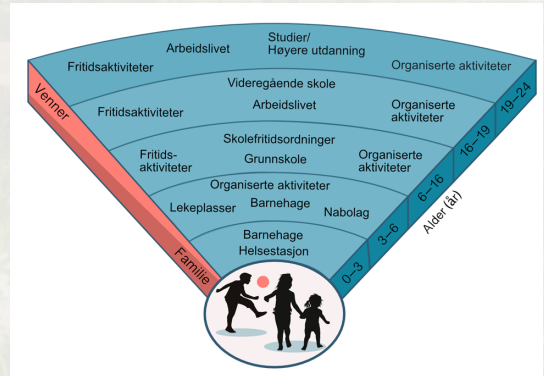 Studier/
Høyere utdanning
Arbeidslivet
Fritidsaktiviteter
Organiserte aktiviteter
Videregående skole
Fritidsaktiviteter
Arbeidslivet
Organiserte
aktiviteter
Skolefritidsordninger
Fritids-
aktiviteter
Grunnskole
Organiserte
aktiviteter
Organiserte aktiviteter
Lekeplasser
Barnehage
Nabolag
Barnehage
Helsestasjon
Venner
Familie
0–3
3–6
6–16
16–19
19–24
Alder (år)